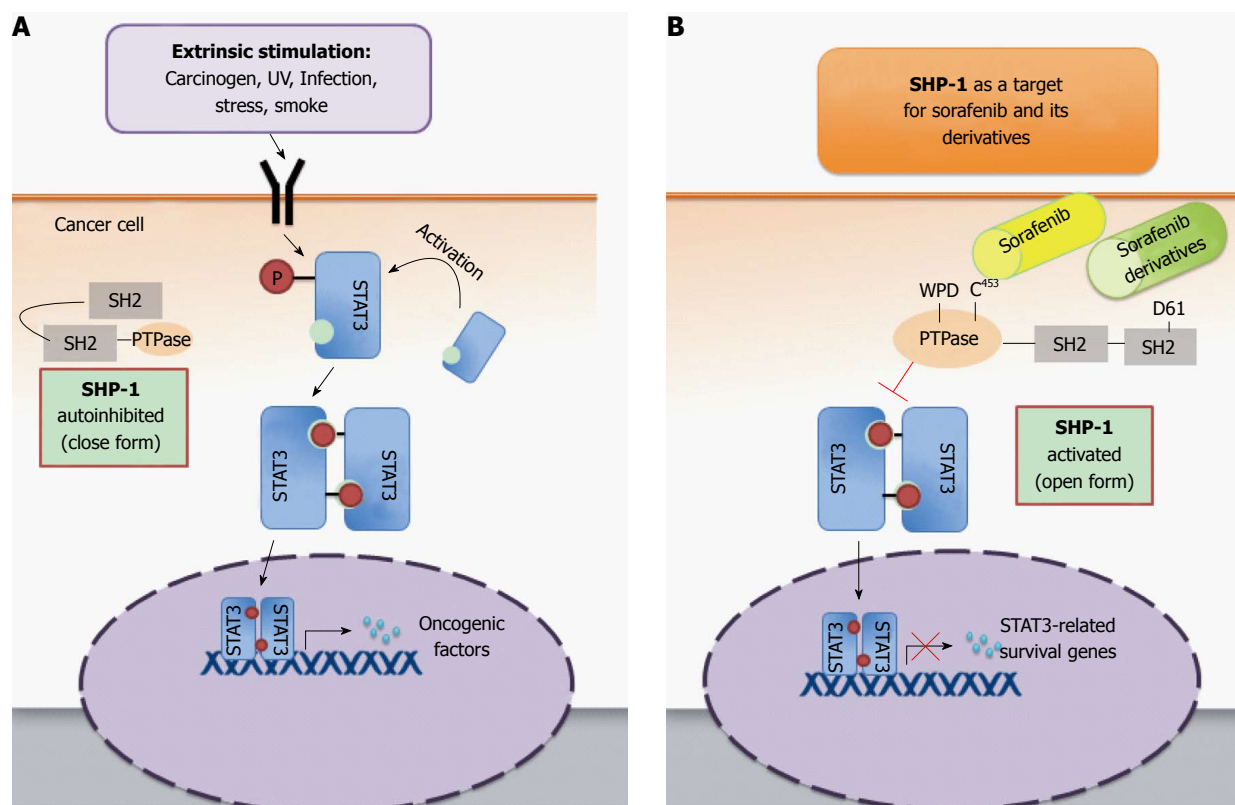 A
Extrinsic stimulation:
Carcinogen, UV, Infection,
stress, smoke
Cancer cell
Activation
P
STAT3
SH2
SH2
PTPase
SHP-1
autoinhibited
(close form)
STAT3
STAT3
STAT3
STAT3
Oncogenic
factors
B
SHP-1 as a target
for sorafenib and its
derivatives
Sorafenib
Sorafenib
derivatives
WPD
C453
D61
PTPase
SH2
SH2
STAT3
STAT3
SHP-1
activated
(open form)
STAT3
STAT3
STAT3-related
survival genes